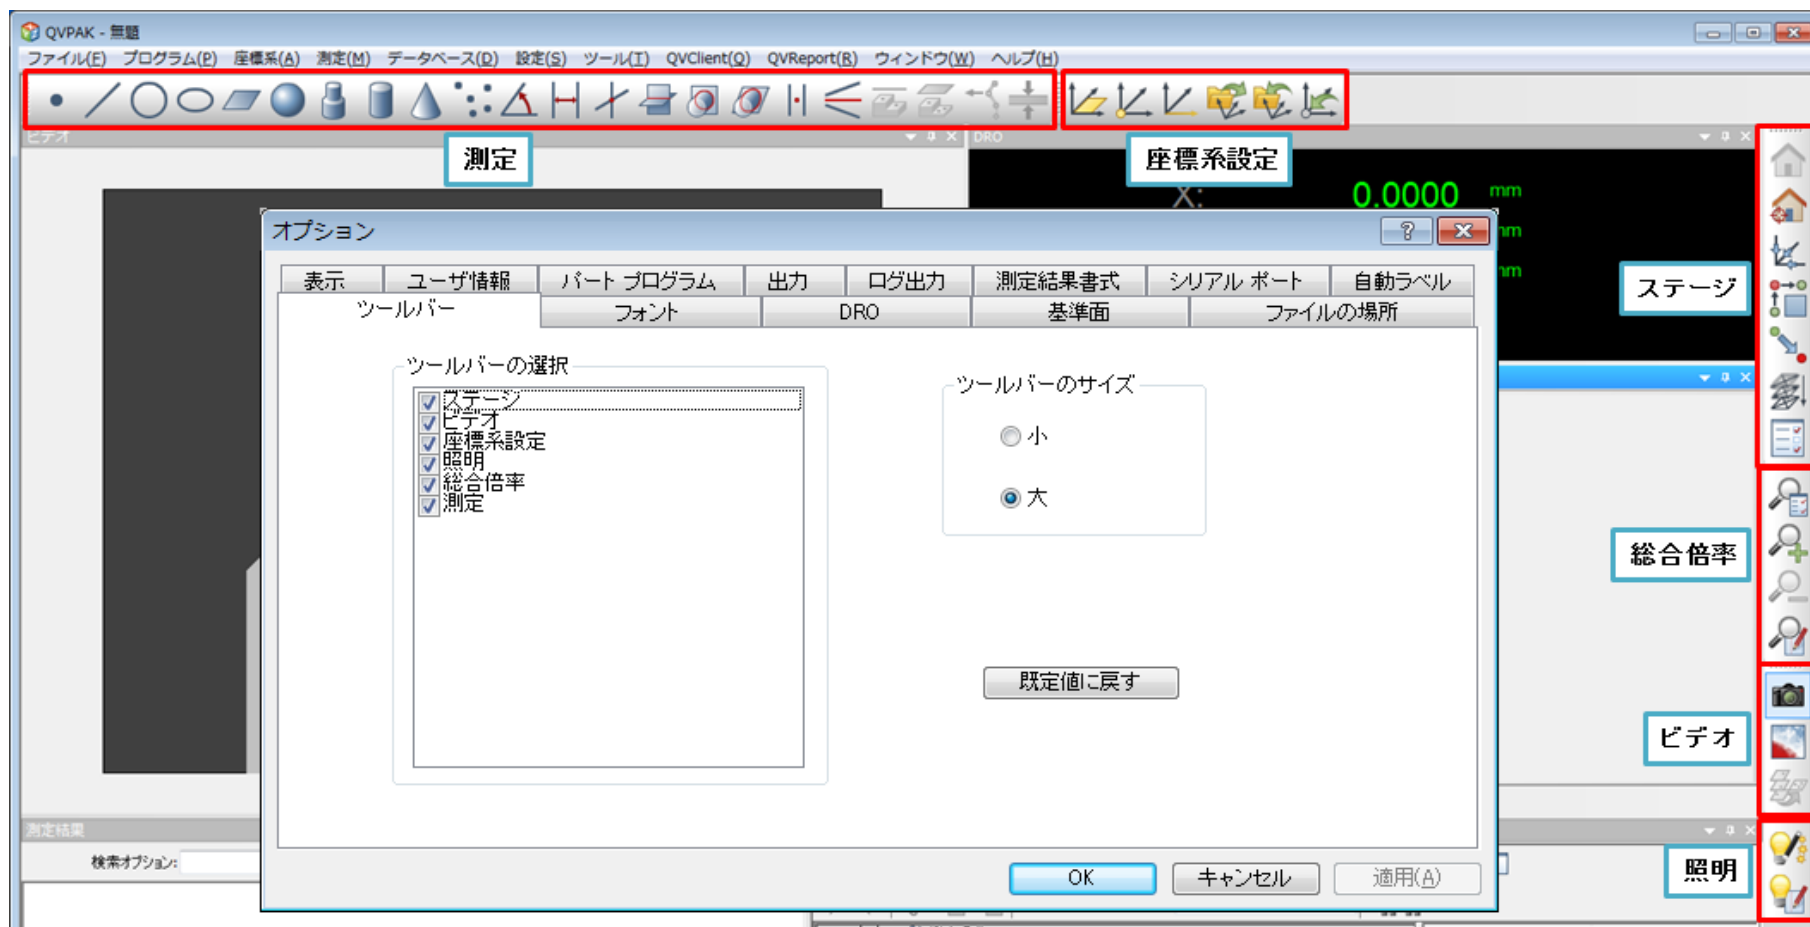 QVPAK - 無題
ファイル(F) プログラム(P) 座標系(A) 測定(M) データベース(D) 設定(S) ツール(T) QVClient(Q) QVReport(R) ウィンドウ(W) ヘルプ(H)
ビデオ
DRO
測定
座標系設定
X: 0.0000 mm
mm
mm
オプション
表示 ユーザ情報 パート プログラム 出力 ログ出力 測定結果書式 シリアル ポート 自動ラベル
ツールバー フォント DRO 基準面 ファイルの場所
ステージ
ツールバーの選択
ステージ
ビデオ
座標系設定
照明
総合倍率
測定
ツールバーのサイズ
小
大
総合倍率
既定値に戻す
ビデオ
測定結果
検索オプション:
照明
OK キャンセル 適用(A)